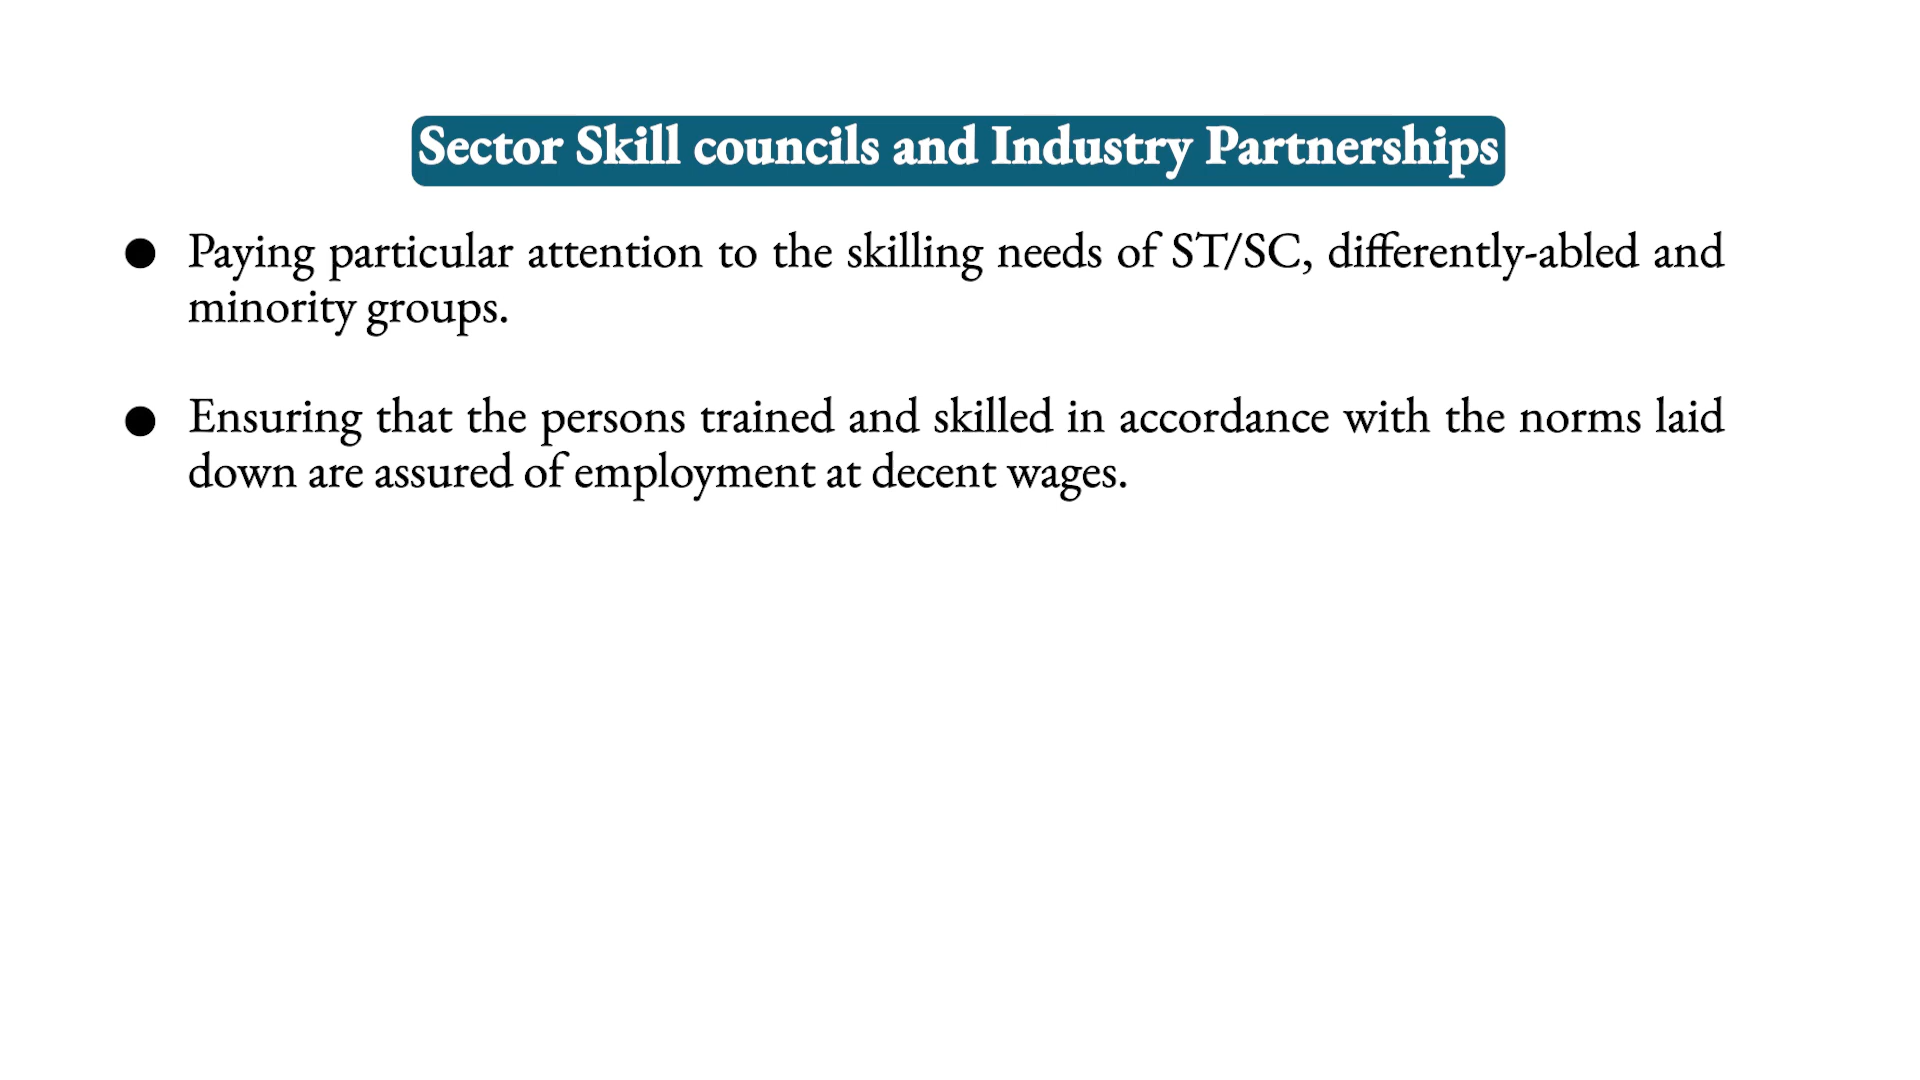 Sector Skill councils and Industry Partnerships
● Paying particular attention to the skilling needs of ST/SC, differently-abled and
minority groups.
● Ensuring that the persons trained and skilled in accordance with the norms laid
down are assured of employment at decent wages.